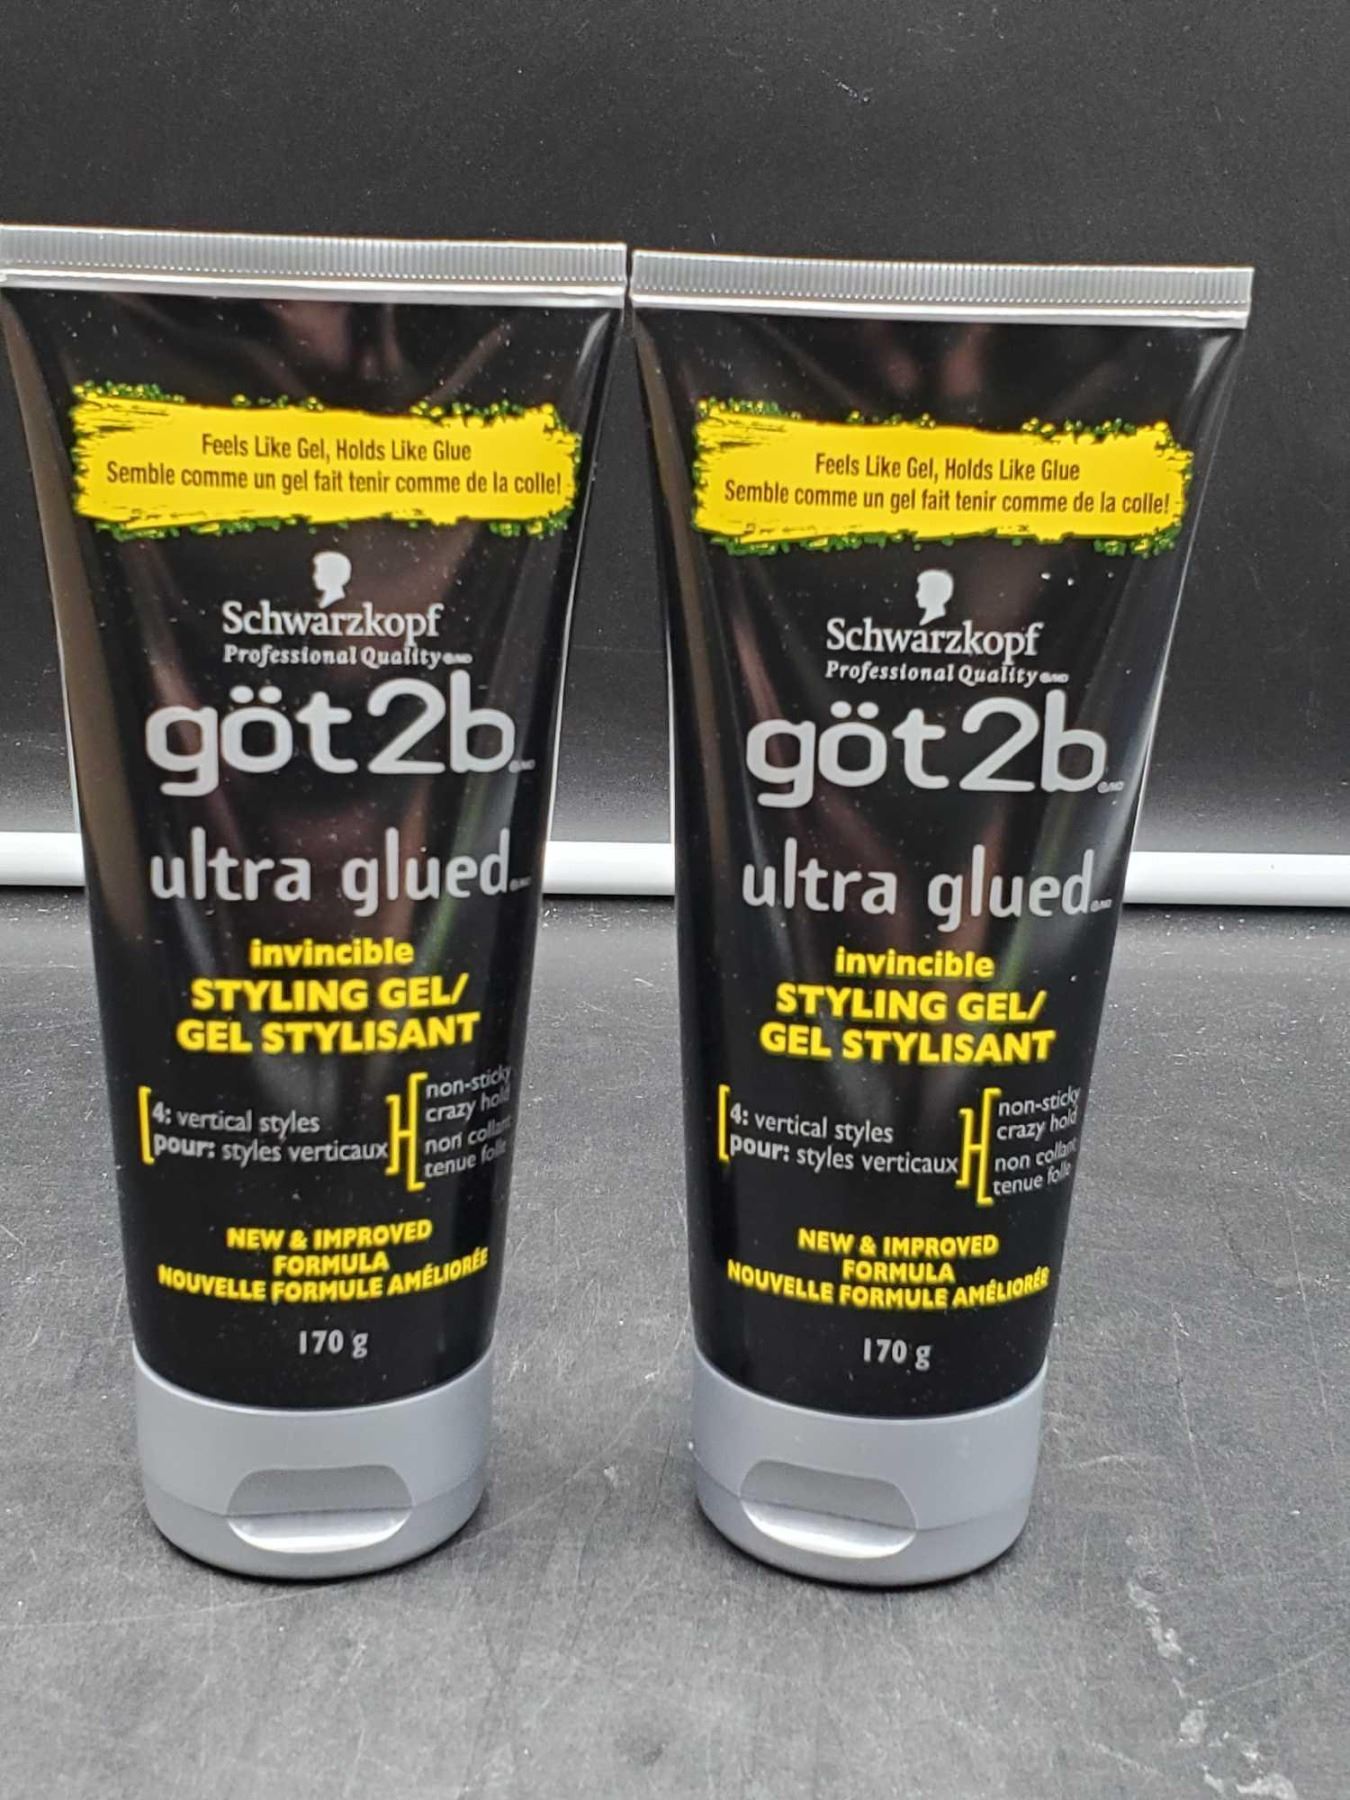 Feels Like Gel, Holds Like Glue
Semble comme un gel fait tenir comme de la colle!
Schwarzkopf
Professional Quality
göt2b
ultra glued
invincible
STYLING GEL/
GEL STYLISANT
4: vertical styles
pour: styles verticaux
non-sticky
crazy hold
non collant
tenue folle
NEW & IMPROVED
FORMULA
NOUVELLE FORMULE AMÉLIORÉE
170 g
Feels Like Gel, Holds Like Glue
Semble comme un gel fait tenir comme de la colle!
Schwarzkopf
Professional Quality
göt2b
ultra glued
invincible
STYLING GEL/
GEL STYLISANT
4: vertical styles
pour: styles verticaux
non-sticky
crazy hold
non collant
tenue folle
NEW & IMPROVED
FORMULA
NOUVELLE FORMULE AMÉLIORÉE
170 g